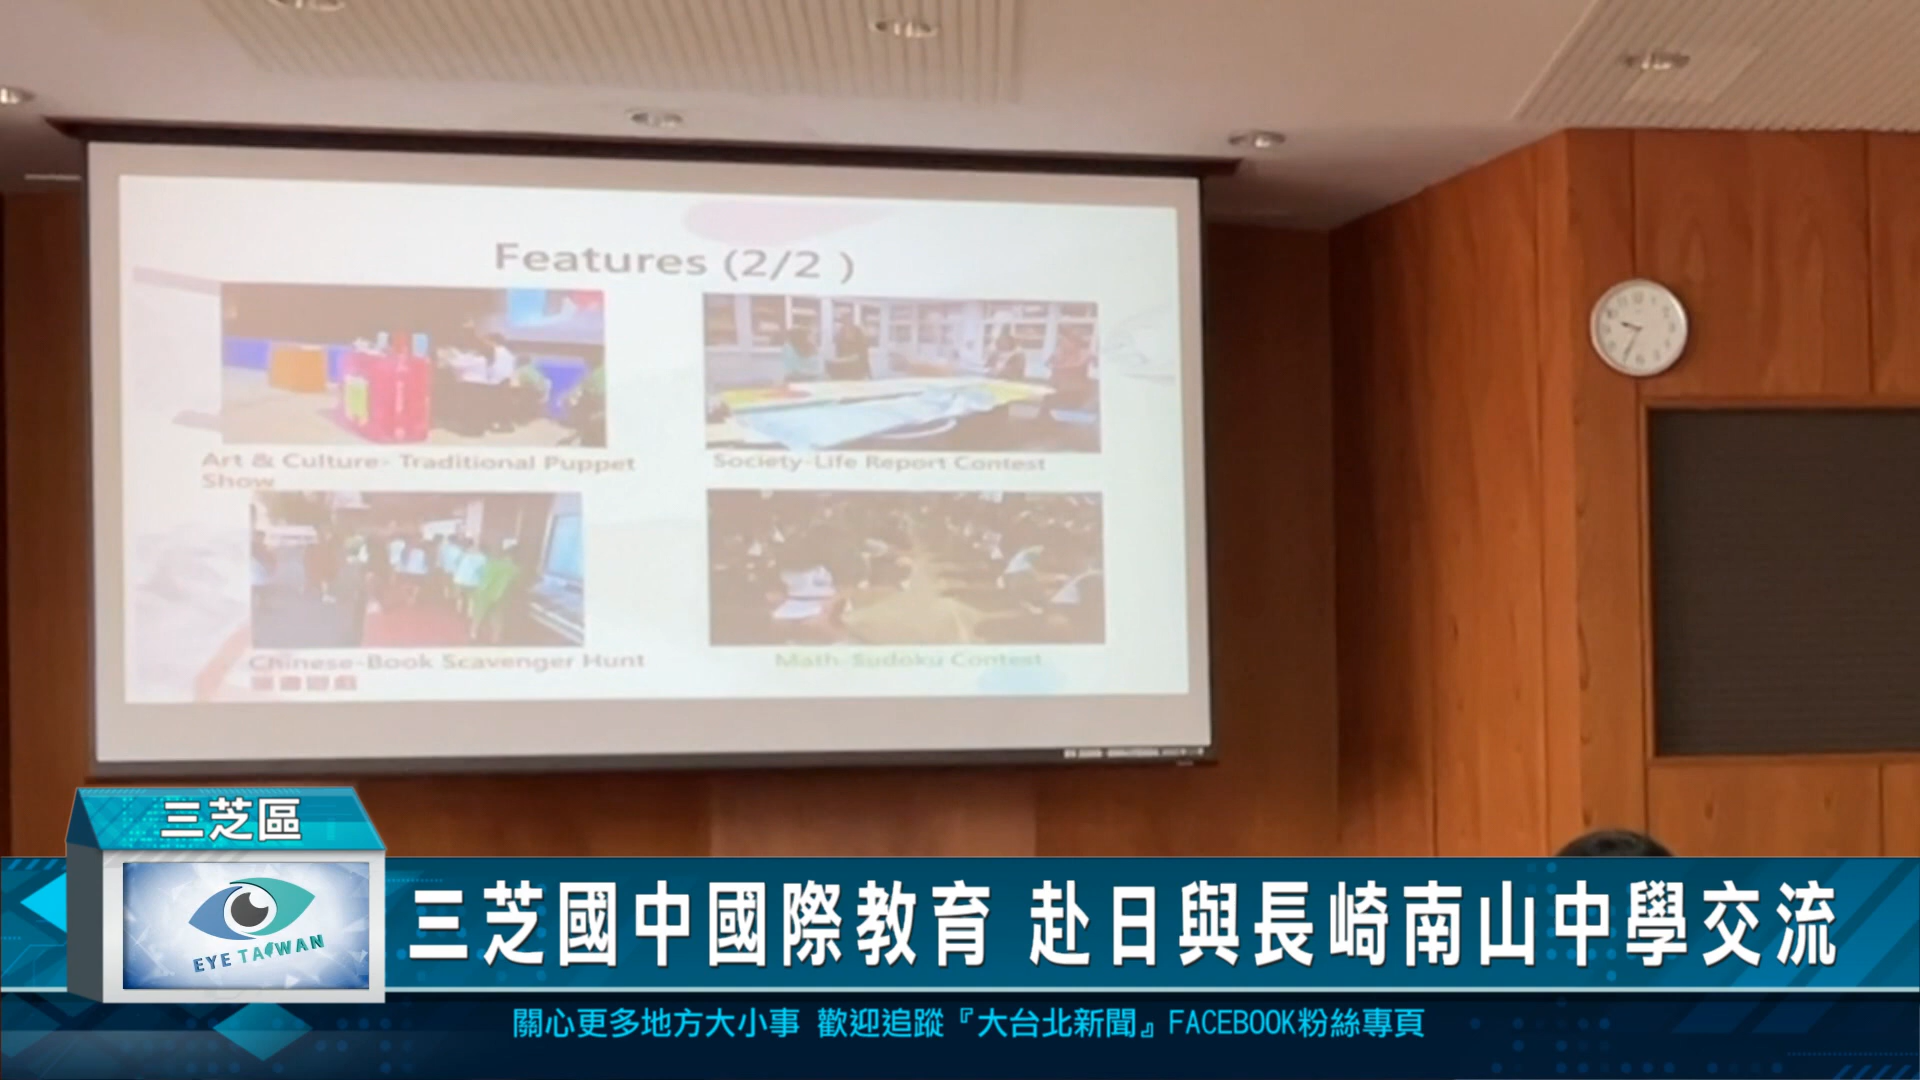 Features (2/2 )
Art & Culture- Traditional Puppet
Show
Society-Life Report Contest
Chinese-Book Scavenger Hunt
Math-Sudoku Contest
三芝區
EYE TAIWAN
三芝國中國際教育 赴日與長崎南山中學交流
關心更多地方大小事 歡迎追蹤『大台北新聞』FACEBOOK粉絲專頁